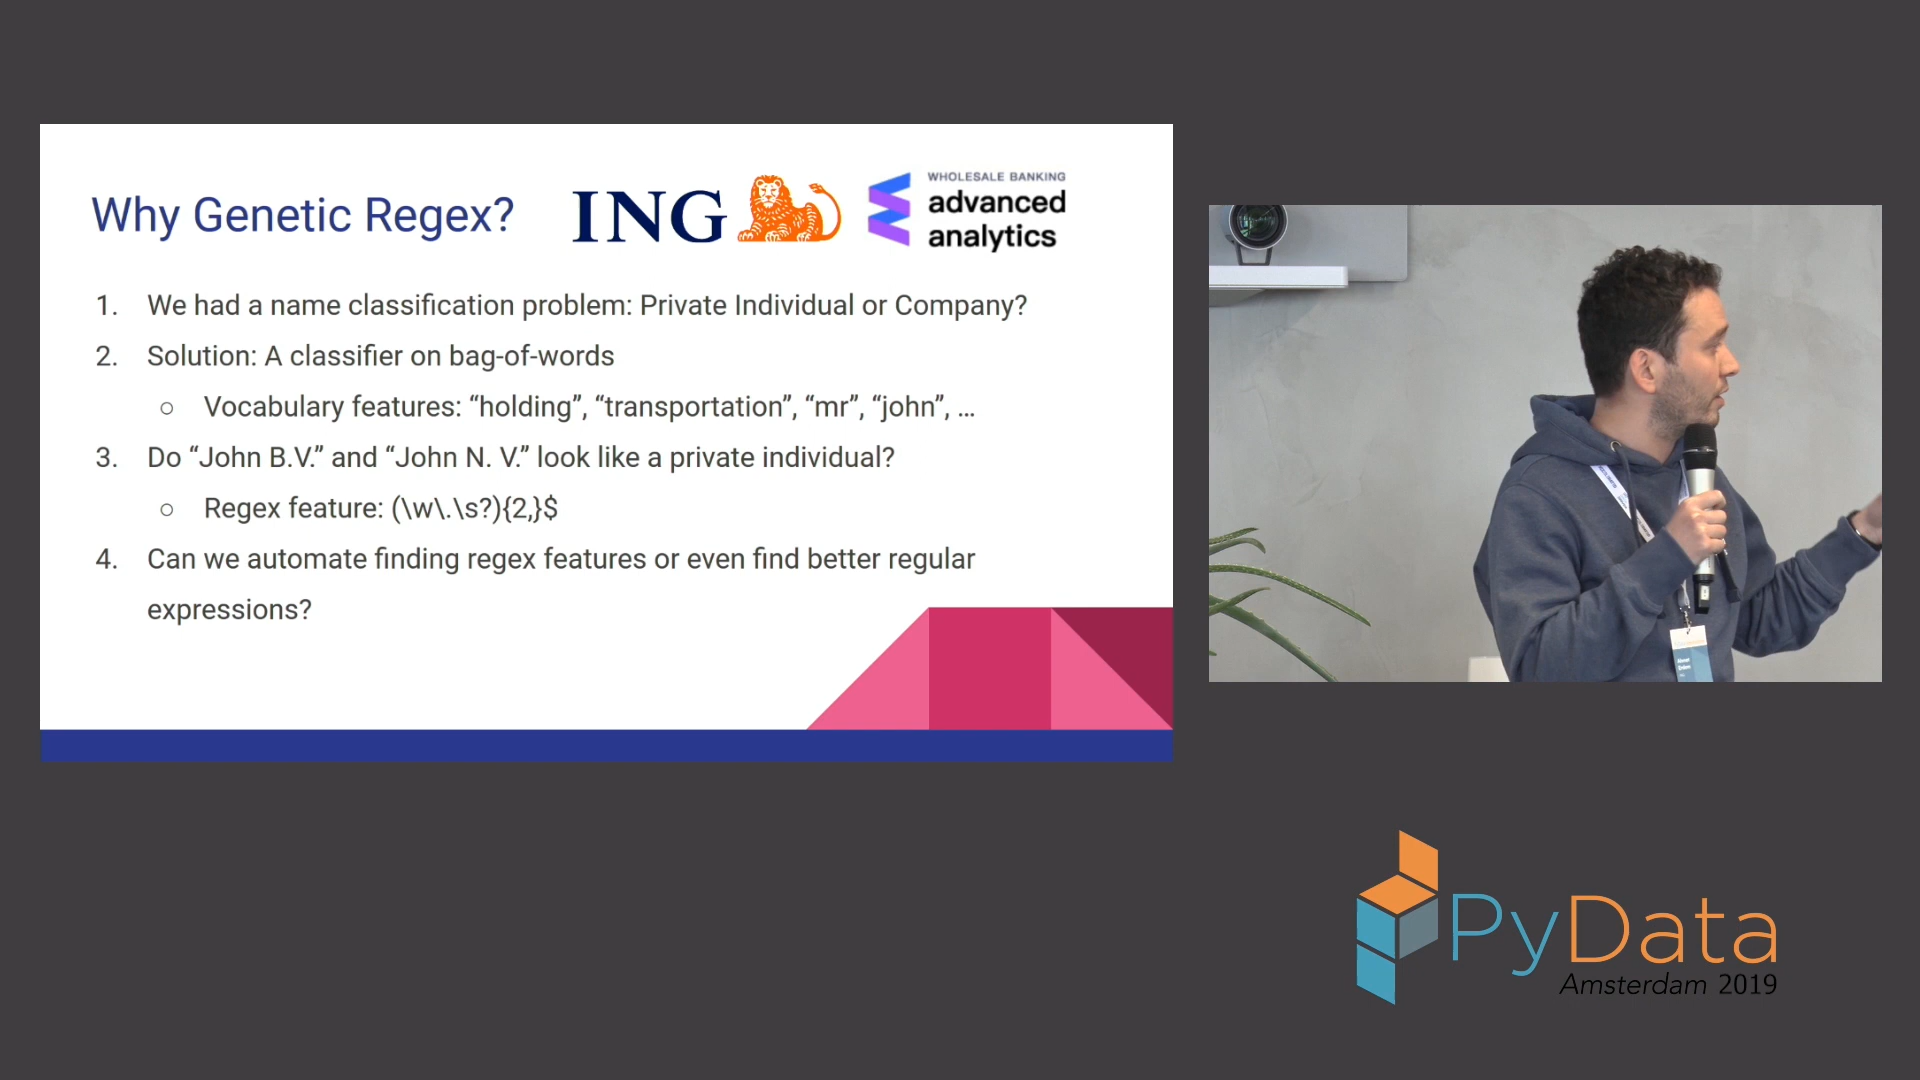 Why Genetic Regex?
ING
WHOLESALE BANKING
advanced
analytics
1. We had a name classification problem: Private Individual or Company?
2. Solution: A classifier on bag-of-words
○ Vocabulary features: “holding”, “transportation”, “mr”, “john”, ...
3. Do “John B.V.” and “John N. V.” look like a private individual?
○ Regex feature: (\w\.\s?){2,}$
4. Can we automate finding regex features or even find better regular
expressions?
PyData
Amsterdam 2019